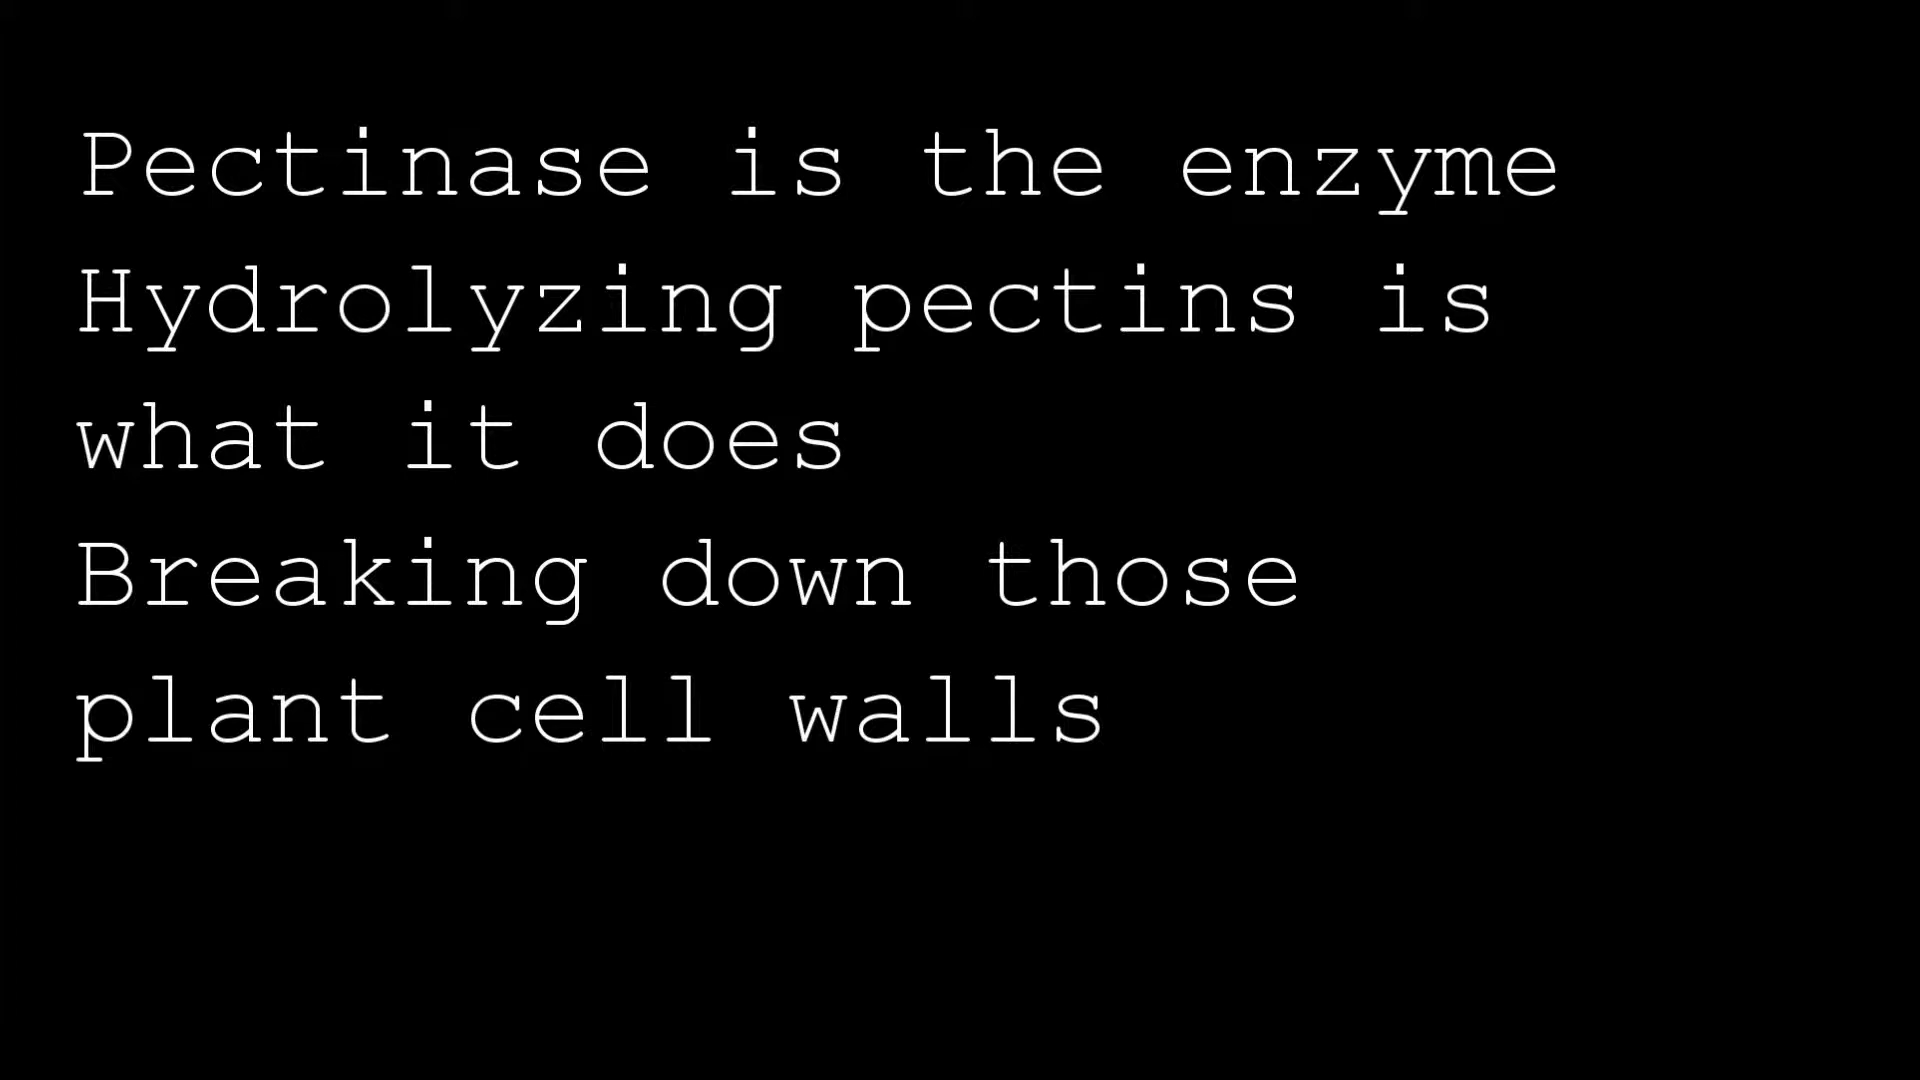 Pectinase is the enzyme
Hydrolyzing pectins is
what it does
Breaking down those
plant cell walls